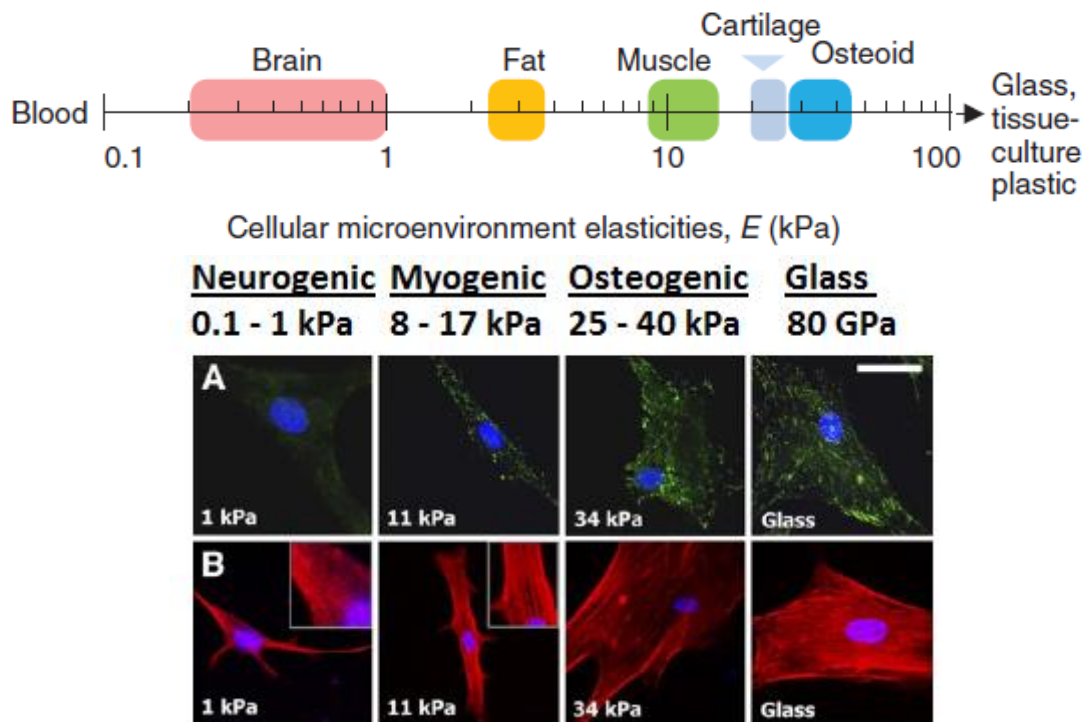 Cartilage
Brain
Fat
Muscle
Osteoid
Blood
Glass,
tissue-
culture
plastic
0.1
1
10
100
Cellular microenvironment elasticities, E (kPa)
Neurogenic Myogenic Osteogenic Glass
0.1 - 1 kPa 8 - 17 kPa 25 - 40 kPa 80 GPa
A
1 kPa
11 kPa
34 kPa
Glass
B
1 kPa
11 kPa
34 kPa
Glass